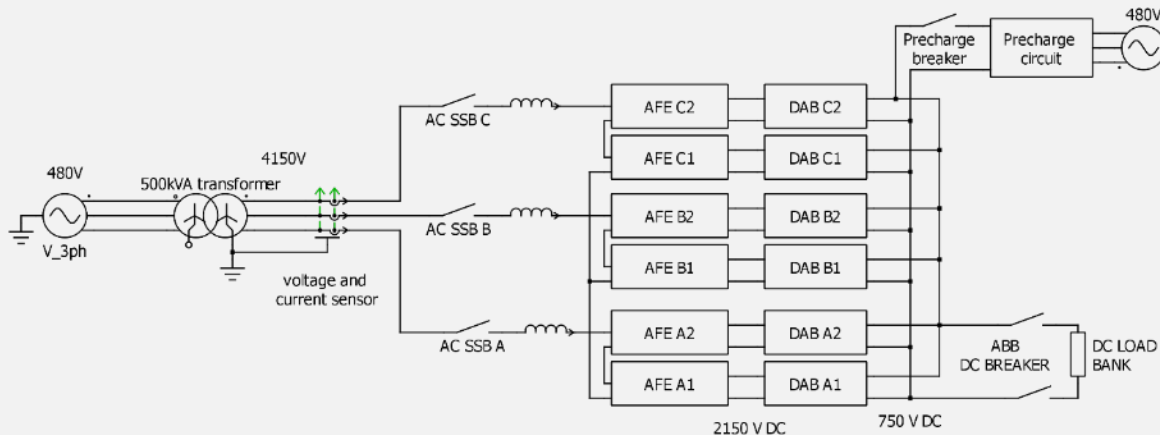 480V
Precharge
breaker
Precharge
circuit
AC SSB C
AFE C2
DAB C2
4150V
AFE C1
DAB C1
480V
500kVA transformer
AC SSB B
AFE B2
DAB B2
V_3ph
AFE B1
DAB B1
voltage and
current sensor
AC SSB A
AFE A2
DAB A2
ABB
DC BREAKER
DC LOAD
BANK
AFE A1
DAB A1
2150 V DC
750 V DC